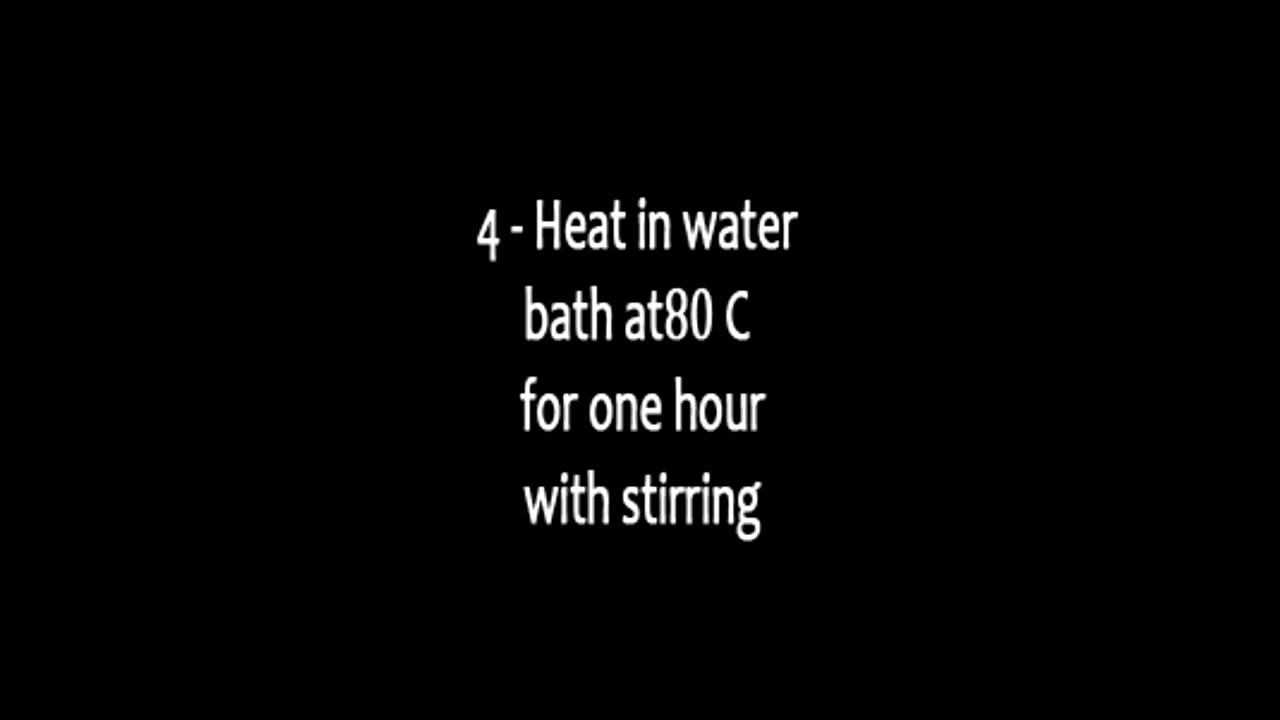 4 - Heat in water
bath at80 C
for one hour
with stirring